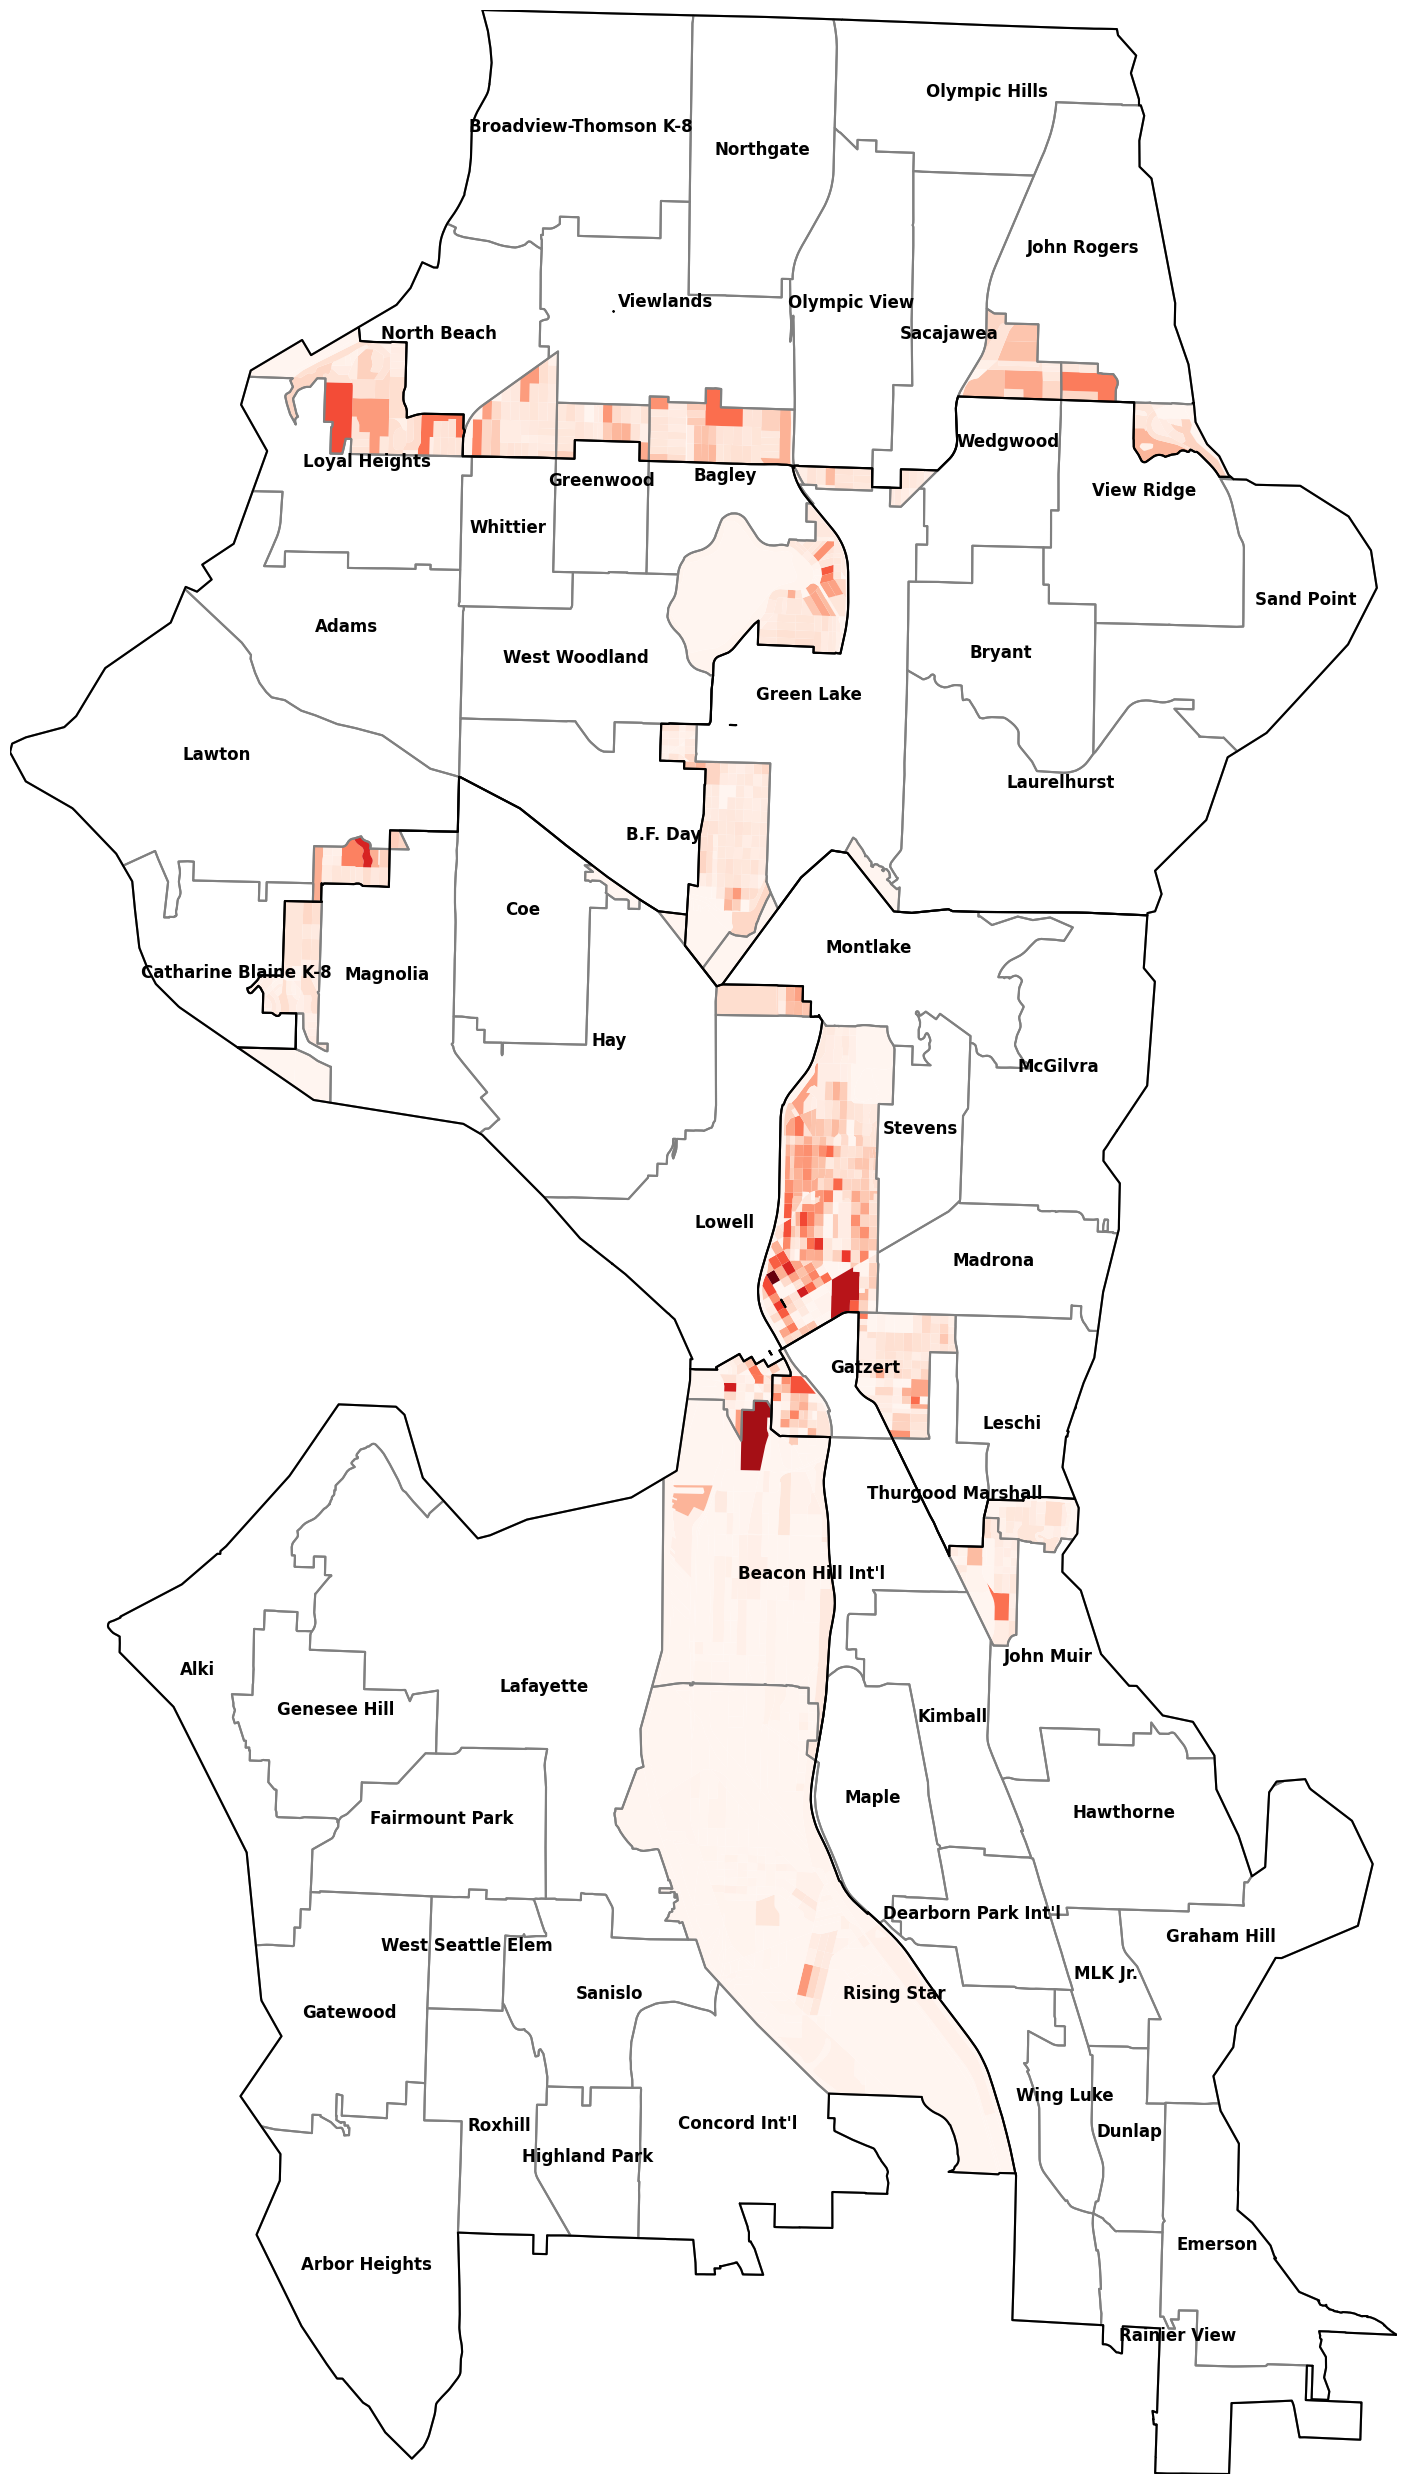 Olympic Hills
Broadview-Thomson K-8
Northgate
John Rogers
Viewlands
Olympic View
North Beach
Sacajawea
Wedgwood
Loyal Heights
Bagley
Greenwood
View Ridge
Whittier
Sand Point
Adams
Bryant
West Woodland
Green Lake
Lawton
Laurelhurst
B.F. Day
Coe
Montlake
Catharine Blaine K-8
Magnolia
Hay
McGilvra
Stevens
Lowell
Madrona
Gatzert
Leschi
Thurgood Marshall
Beacon Hill Int'l
John Muir
Alki
Lafayette
Genesee Hill
Kimball
Maple
Hawthorne
Fairmount Park
Dearborn Park Int'l
Graham Hill
West Seattle Elem
MLK Jr.
Sanislo
Rising Star
Gatewood
Wing Luke
Concord Int'l
Roxhill
Dunlap
Highland Park
Emerson
Arbor Heights
Rainier View